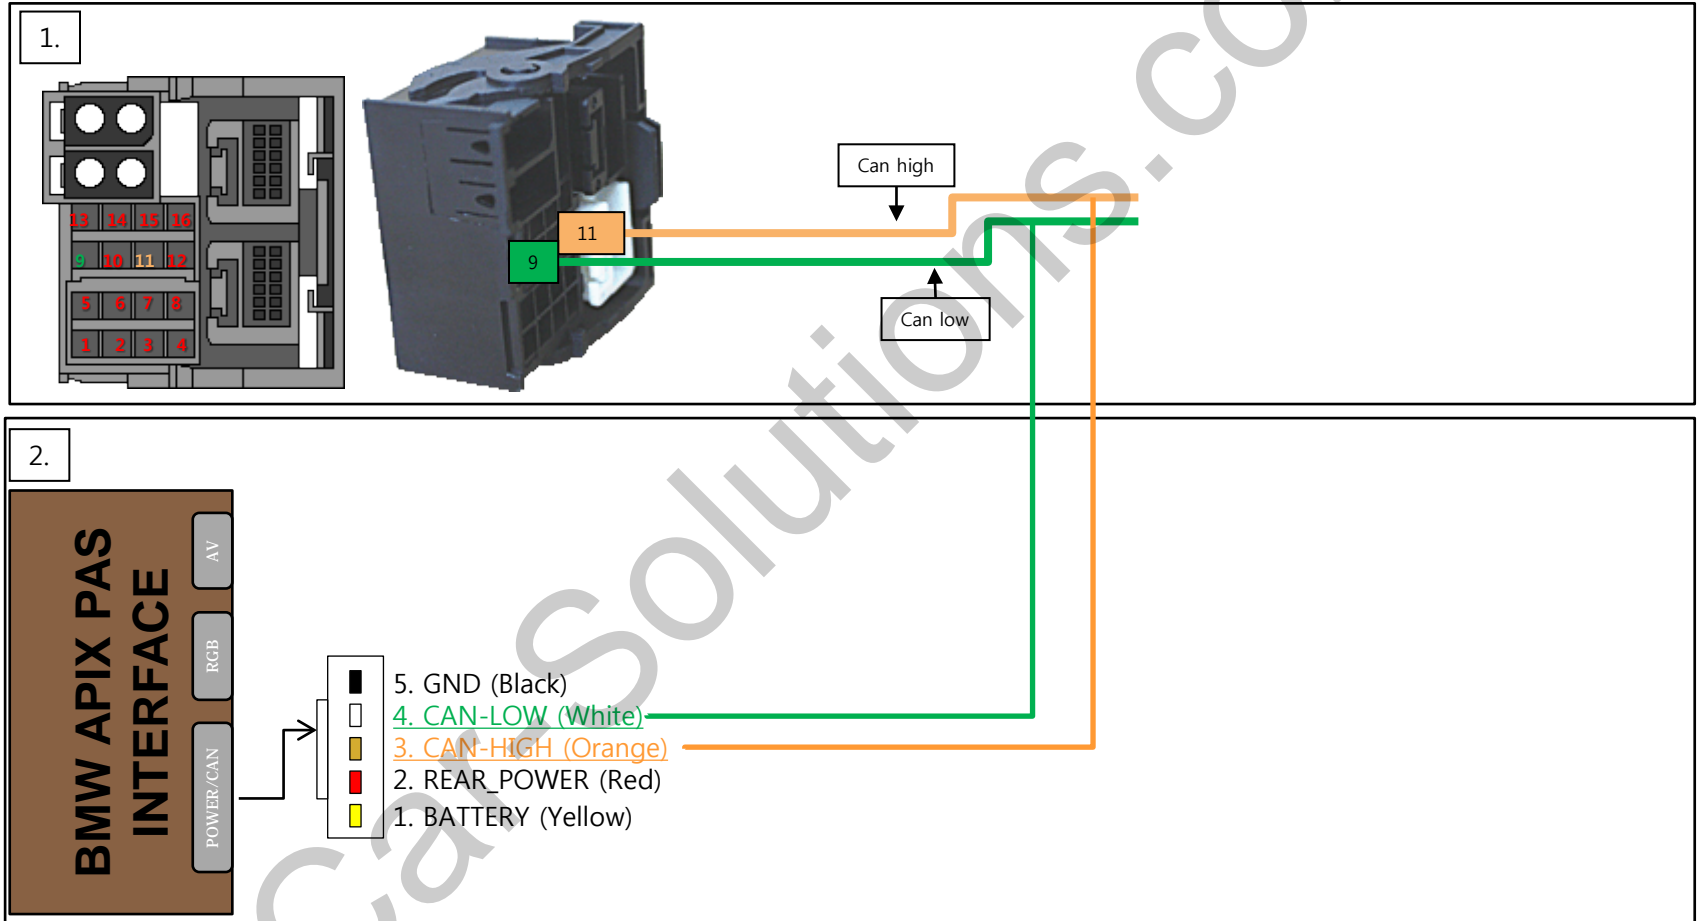 1.
13 14 15 16
9 10 11 12
5 6 7 8
1 2 3 4
Can high
11
9
Can low
2.
BMW APIX PAS
INTERFACE
AV
RGB
POWER/CAN
5. GND (Black)
4. CAN-LOW (White)
3. CAN-HIGH (Orange)
2. REAR_POWER (Red)
1. BATTERY (Yellow)
Car-Solutions.co